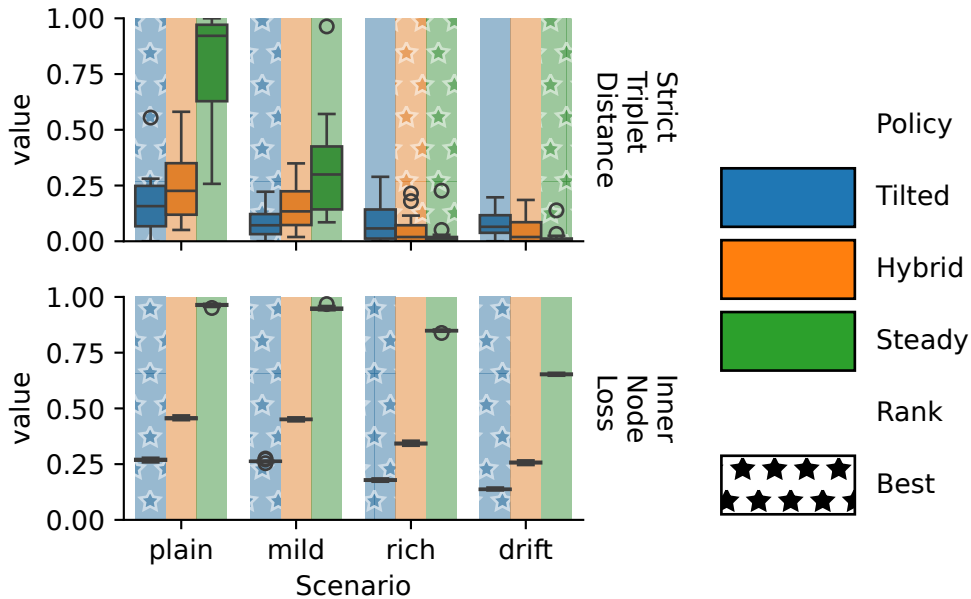 1.00
0.75
0.50
0.25
0.00
value
Strict
Triplet
Distance
1.00
0.75
0.50
0.25
0.00
value
Inner
Node
Loss
plain
mild
rich
drift
Scenario
Policy
Tilted
Hybrid
Steady
Rank
Best